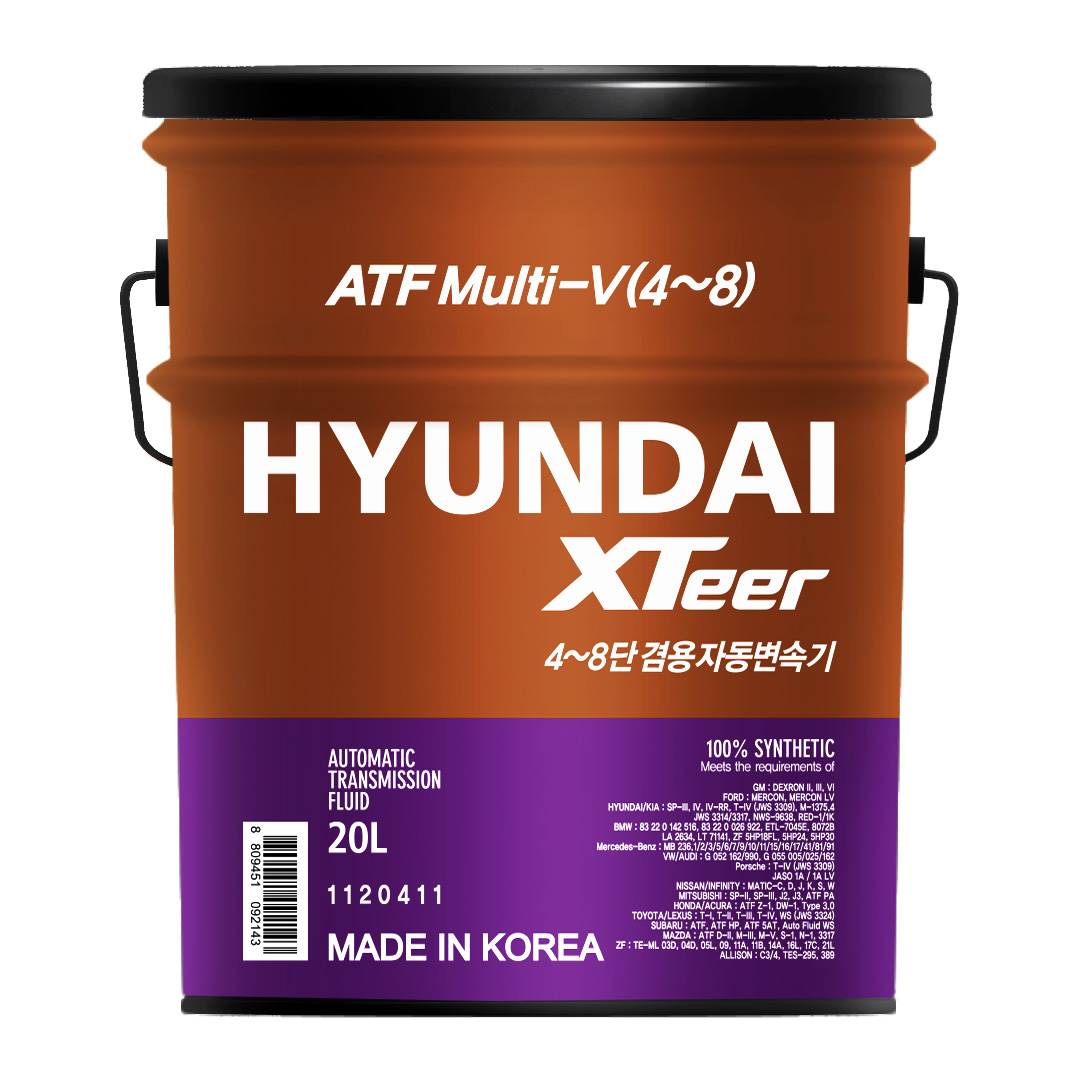 ATF Multi-V(4~8)
HYUNDAI
XTeer
4~8단 겸용 자동변속기
AUTOMATIC
TRANSMISSION
FLUID
20L
1120411
MADE IN KOREA
8 809451 092143
100% SYNTHETIC
Meets the requirements of
GM : DEXRON II, III, VI
FORD : MERCON, MERCON LV
HYUNDAI/KIA : SP-III, IV, IV-RR, T-IV (JWS 3309), M-1375.4
JWS 3314/3317, NWS-9638, RED-1/1K
BMW : 83 22 0 142 516, 83 22 0 026 922, ETL-7045E, 8072B
LA 2634, LT 71141, ZF 5HP18FL, 5HP24, 5HP30
Mercedes-Benz : MB 236.1/2/3/5/6/7/9/10/11/15/16/17/41/81/91
VW/AUDI : G 052 162/990, G 055 005/025/162
Porsche : T-IV (JWS 3309)
JASO 1A / 1A LV
NISSAN/INFINITY : MATIC-C, D, J, K, S, W
MITSUBISHI : SP-II, SP-III, J2, J3, ATF PA
HONDA/ACURA : ATF Z-1, DW-1, Type 3.0
TOYOTA/LEXUS : T-I, T-II, T-III, T-IV, WS (JWS 3324)
SUBARU : ATF, ATF HP, ATF 5AT, Auto Fluid WS
MAZDA : ATF D-II, M-III, M-V, S-1, N-1, 3317
ZF : TE-ML 03D, 04D, 05L, 09, 11A, 11B, 14A, 16L, 17C, 21L
ALLISON : C3/4, TES-295, 389